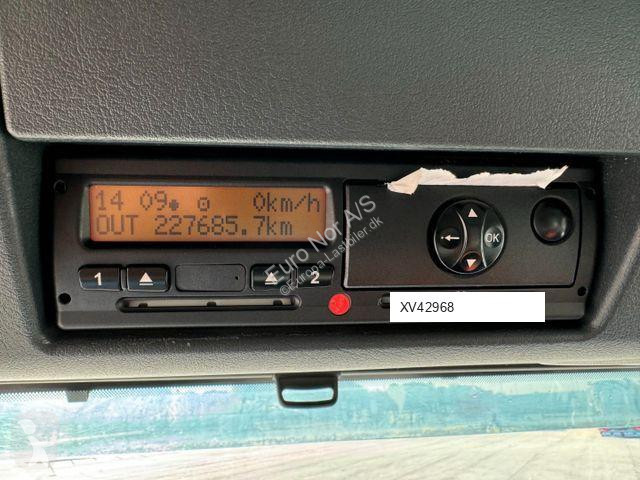 14 09 0km/h
OUT 227685.7km
1 2
OK
XV42968
Euro Nor A/S
©Europa-Lastbiler.dk